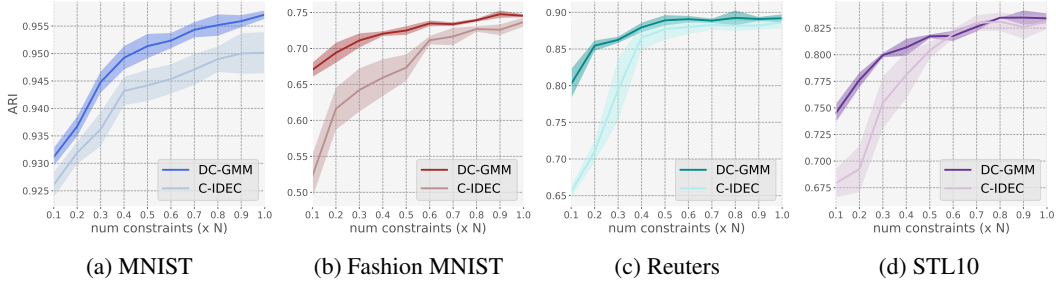 ARI
0.955
0.950
0.945
0.940
0.935
0.930
0.925
0.1 0.2 0.3 0.4 0.5 0.6 0.7 0.8 0.9 1.0
num constraints (x N)
DC-GMM
C-IDEC
(a) MNIST
0.75
0.70
0.65
0.60
0.55
0.50
0.1 0.2 0.3 0.4 0.5 0.6 0.7 0.8 0.9 1.0
num constraints (x N)
DC-GMM
C-IDEC
(b) Fashion MNIST
0.90
0.85
0.80
0.75
0.70
0.65
0.1 0.2 0.3 0.4 0.5 0.6 0.7 0.8 0.9 1.0
num constraints (x N)
DC-GMM
C-IDEC
(c) Reuters
0.825
0.800
0.775
0.750
0.725
0.700
0.675
0.1 0.2 0.3 0.4 0.5 0.6 0.7 0.8 0.9 1.0
num constraints (x N)
DC-GMM
C-IDEC
(d) STL10